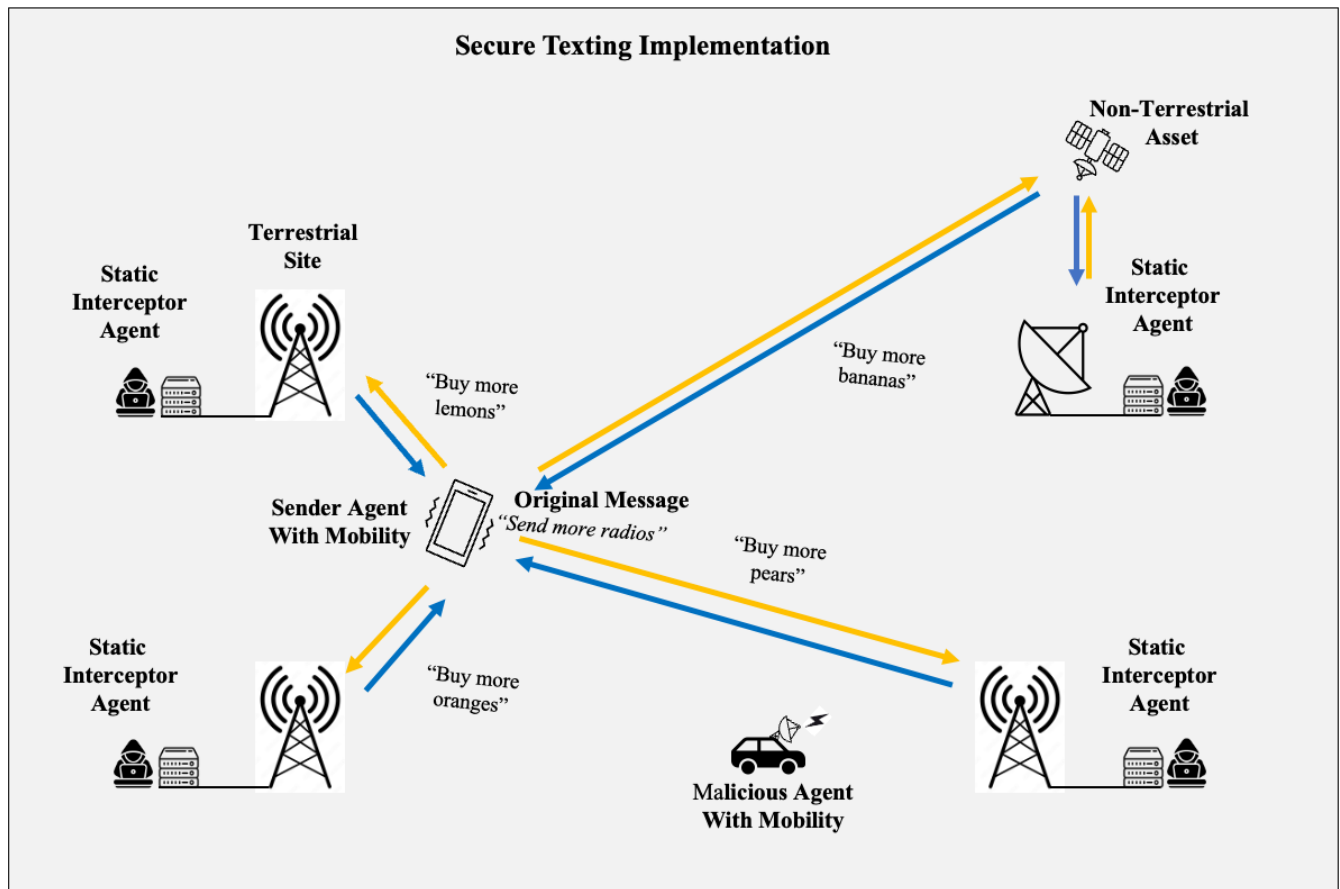 Secure Texting Implementation
Non-Terrestrial
Asset
Terrestrial
Site
Static
Interceptor
Agent
Static
Interceptor
Agent
“Buy more
lemons”
“Buy more
bananas”
Sender Agent
With Mobility
Original Message
“Send more radios”
“Buy more
pears”
Static
Interceptor
Agent
“Buy more
oranges”
Static
Interceptor
Agent
Malicious Agent
With Mobility